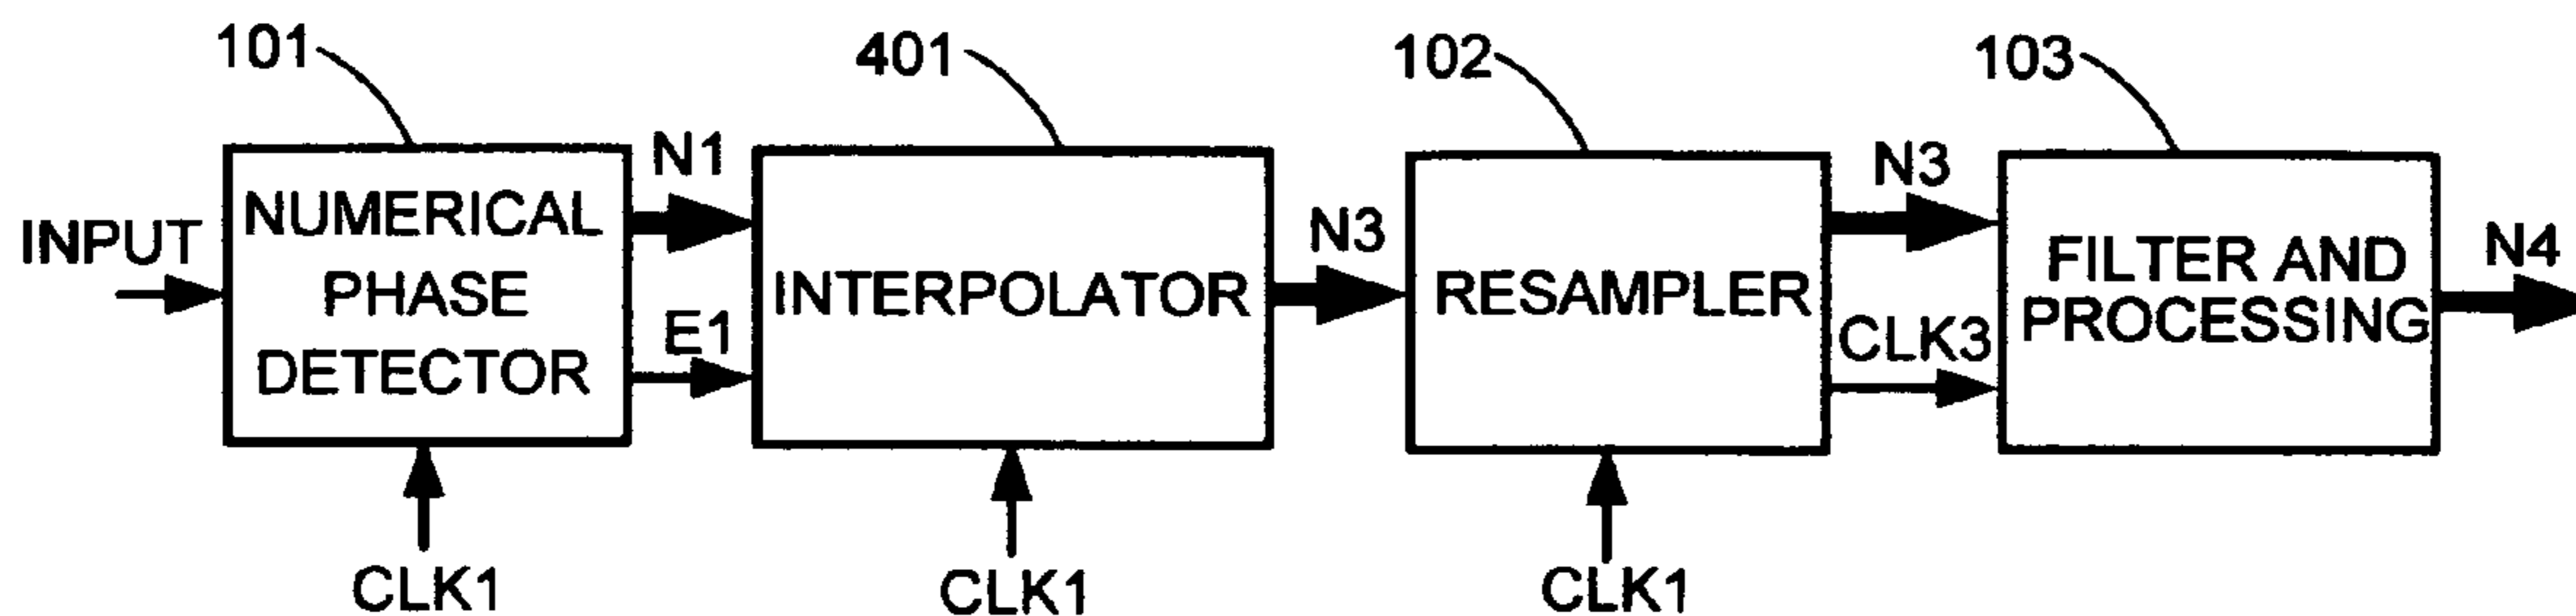 101
401
102
103
INPUT
NUMERICAL
PHASE
DETECTOR
N1
E1
INTERPOLATOR
N3
RESAMPLER
N3
CLK3
FILTER AND
PROCESSING
N4
CLK1
CLK1
CLK1